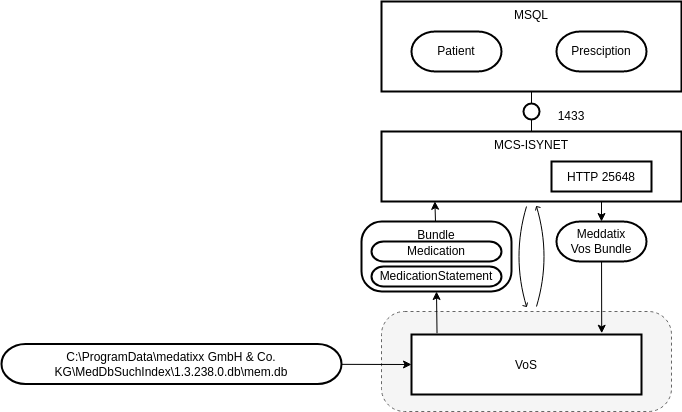 MSQL
Patient
Presciption
1433
MCS-ISYNET
HTTP 25648
Bundle
Medication
MedicationStatement
Meddatix
Vos Bundle
C:\ProgramData\medatixx GmbH & Co.
KG\MedDbSuchIndex\1.3.238.0.db\mem.db
VoS